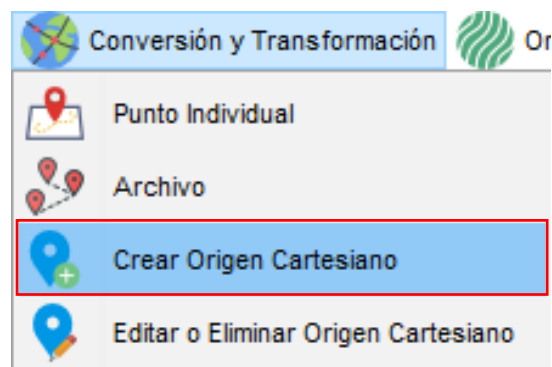 Conversión y Transformación
Punto Individual
Archivo
Crear Origen Cartesiano
Editar o Eliminar Origen Cartesiano